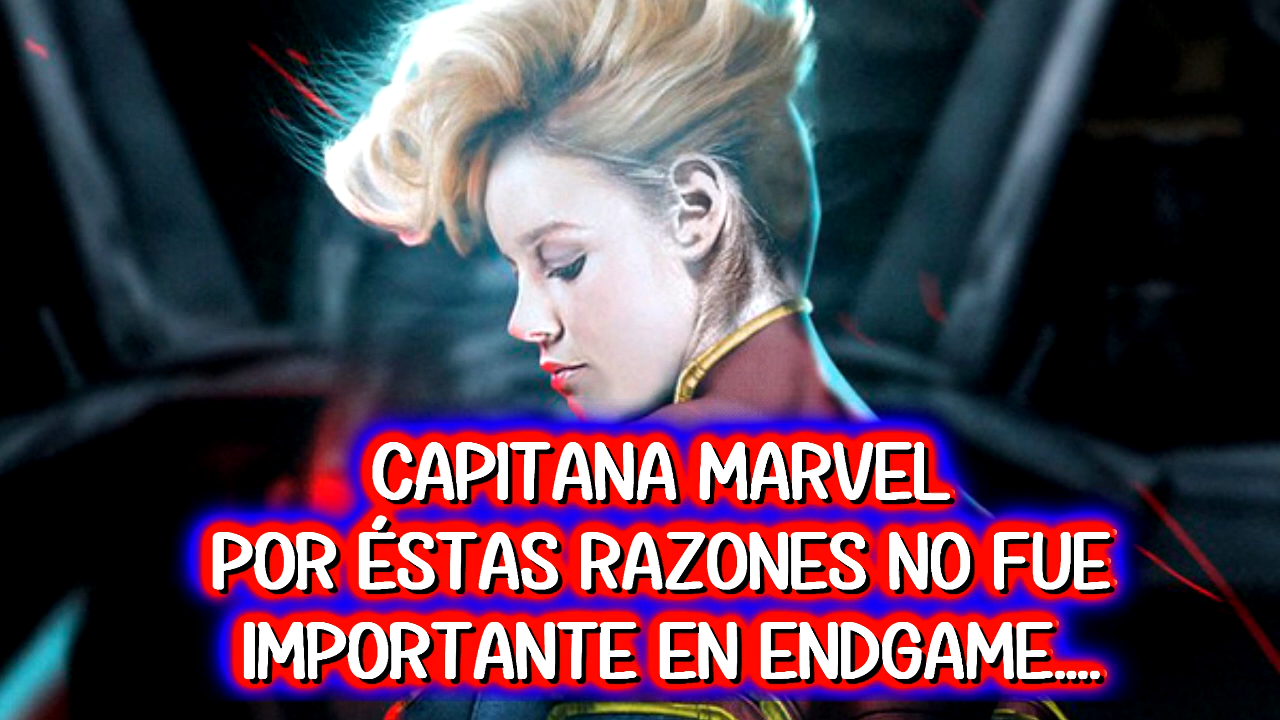 CAPITANA MARVEL
POR ÉSTAS RAZONES NO FUE
IMPORTANTE EN ENDGAME....